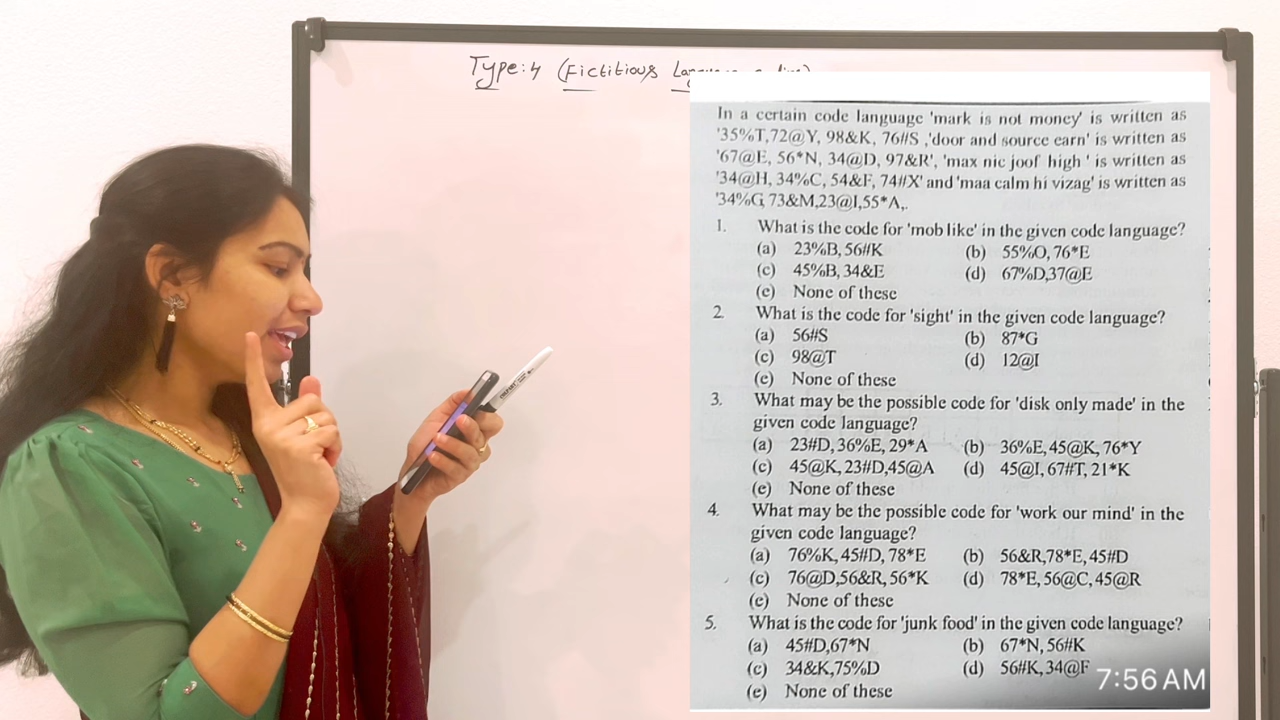 Type:4 (Fictitious
In a certain code language 'mark is not money' is written as
'35%T,72@Y, 98&K, 76#S ,'door and source earn' is written as
'67@E, 56*N, 34@D, 97&R', 'max nic joof high ' is written as
'34@H, 34%C, 54&F, 74#X' and 'maa calm hi vizag' is written as
'34%G, 73&M,23@I,55*A,.
1. What is the code for 'mob like' in the given code language?
(a) 23%B, 56#K (b) 55%O, 76*E
(c) 45%B, 34&E (d) 67%D,37@E
(e) None of these
2. What is the code for 'sight' in the given code language?
(a) 56#S (b) 87*G
(c) 98@T (d) 12@I
(e) None of these
3. What may be the possible code for 'disk only made' in the
given code language?
(a) 23#D,36%E, 29*A (b) 36%E,45@K, 76*Y
(c) 45@K, 23#D,45@A (d) 45@I, 67#T, 21*K
(e) None of these
4. What may be the possible code for 'work our mind' in the
given code language?
(a) 76%K, 45#D, 78*E (b) 56&R,78*E, 45#D
(c) 76@D,56&R, 56*K (d) 78*E, 56@C, 45@R
(e) None of these
5. What is the code for 'junk food' in the given code language?
(a) 45#D,67*N (b) 67*N,56#K
(c) 34&K,75%D (d) 56#K, 34@F
(e) None of these
7:56 AM